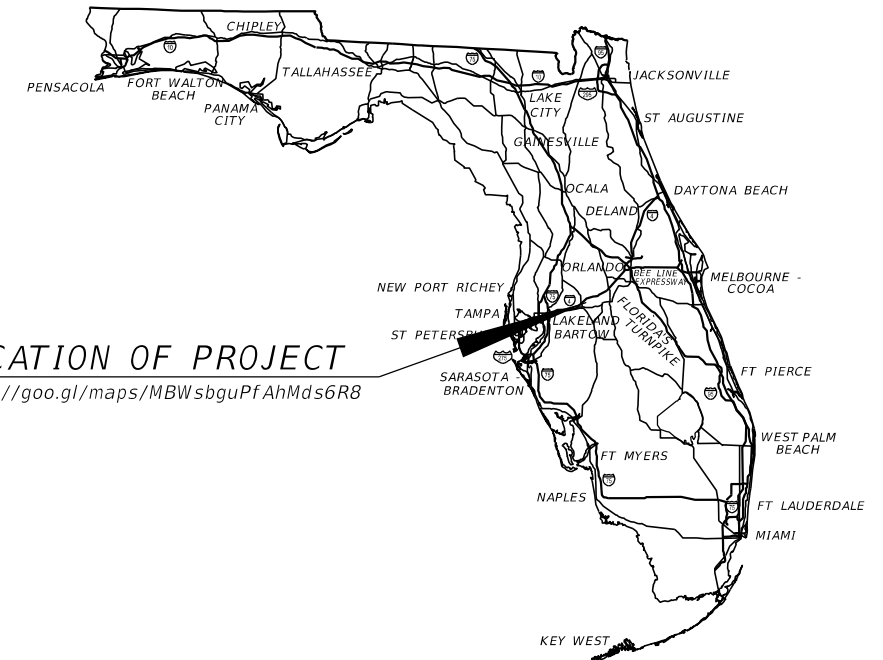 CHIPLEY
PENSACOLA
FORT WALTON
BEACH
PANAMA
CITY
TALLAHASSEE
LAKE
CITY
JACKSONVILLE
ST AUGUSTINE
GAINESVILLE
OCALA
DELAND
DAYTONA BEACH
ORLANDO
BEE LINE
EXPRESSWAY
MELBOURNE -
COCOA
NEW PORT RICHEY
TAMPA
ST PETERSBU
LAKELAND
BARTOW
FLORIDA'S
TURNPIKE
CATION OF PROJECT
//goo.gl/maps/MBWsbguPfAhMds6R8
SARASOTA -
BRADENTON
FT PIERCE
WEST PALM
BEACH
FT MYERS
NAPLES
FT LAUDERDALE
MIAMI
KEY WEST